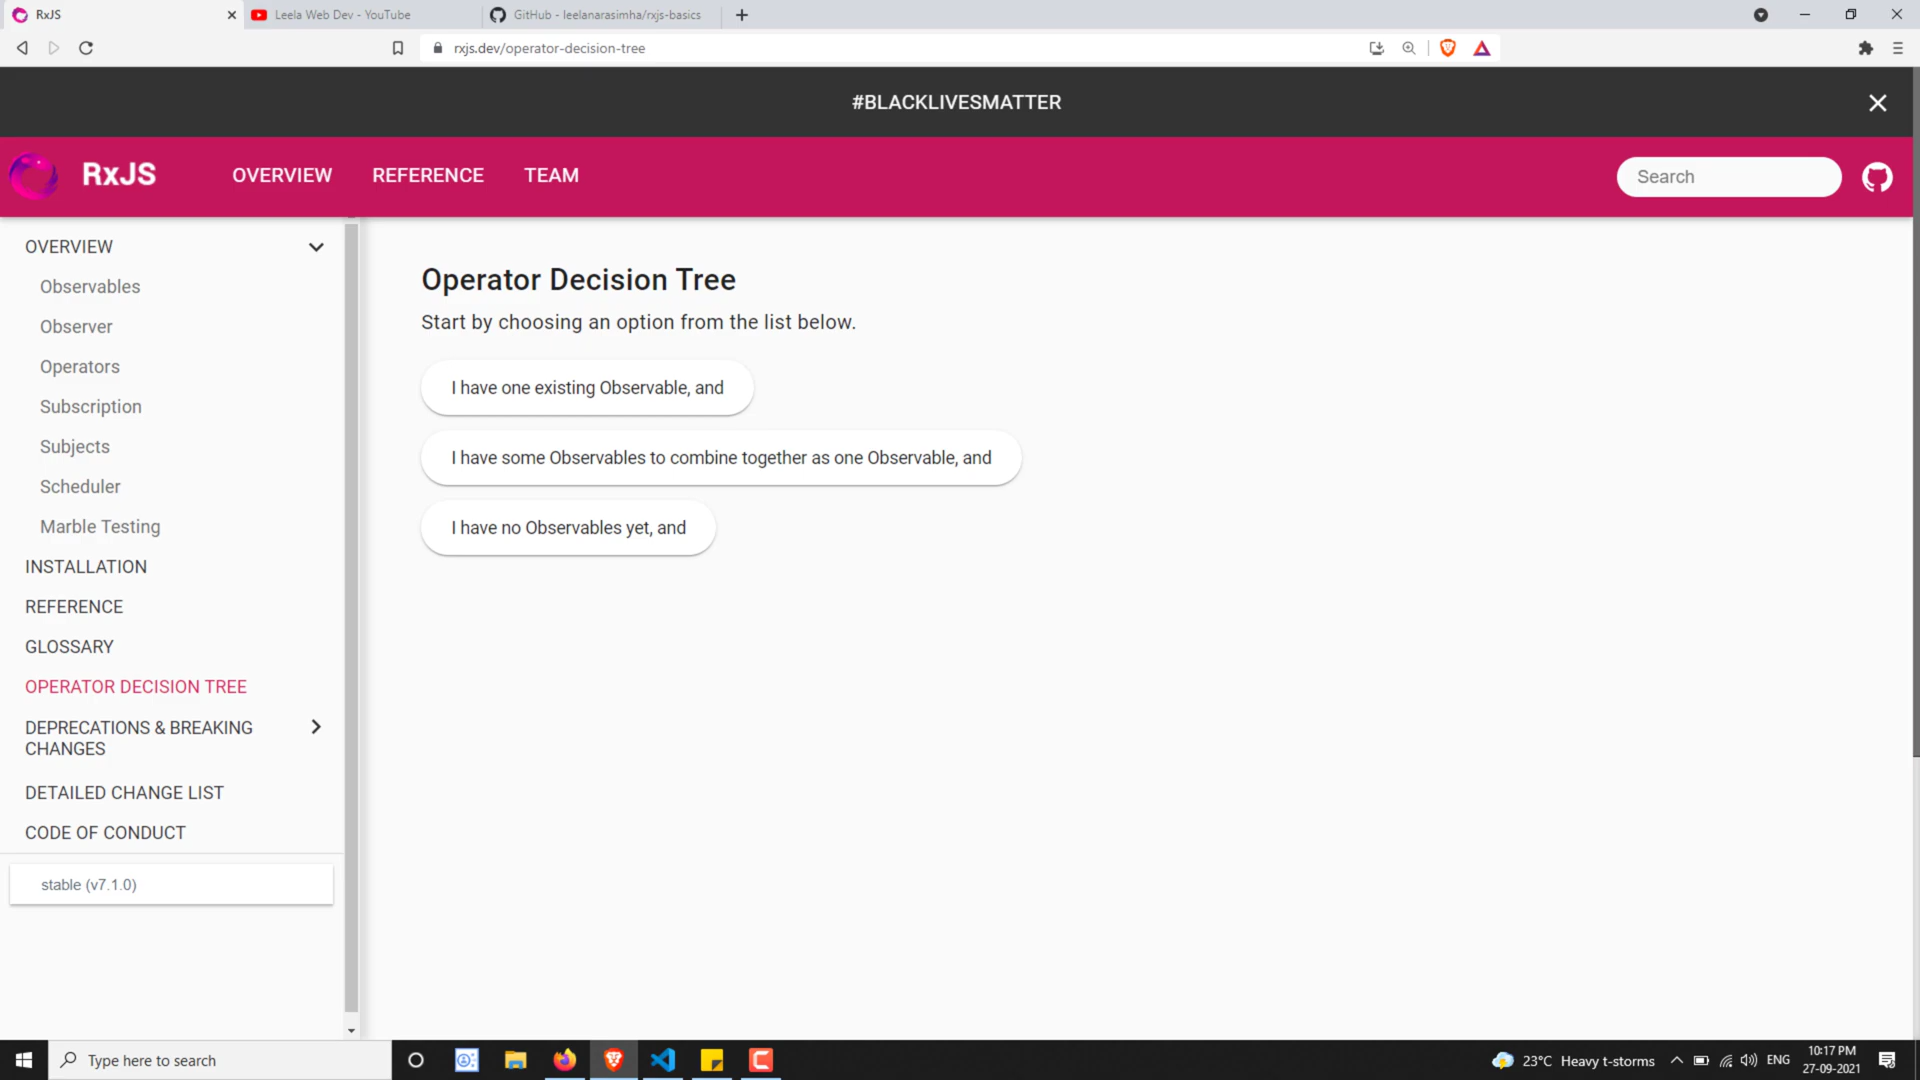 RxJS
Leela Web Dev - YouTube
GitHub - leelanarasimha/rxjs-basics
rxjs.dev/operator-decision-tree
#BLACKLIVESMATTER
RxJS
OVERVIEW
REFERENCE
TEAM
Search
OVERVIEW
Observables
Observer
Operators
Subscription
Subjects
Scheduler
Marble Testing
INSTALLATION
REFERENCE
GLOSSARY
OPERATOR DECISION TREE
DEPRECATIONS & BREAKING
CHANGES
DETAILED CHANGE LIST
CODE OF CONDUCT
stable (v7.1.0)
Operator Decision Tree
Start by choosing an option from the list below.
I have one existing Observable, and
I have some Observables to combine together as one Observable, and
I have no Observables yet, and
Type here to search
23°C Heavy t-storms
ENG
10:17 PM
27-09-2021